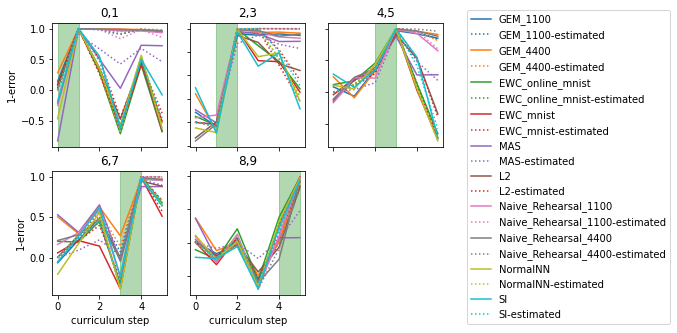 0,1
2,3
4,5
1-error
1.0
0.5
0.0
−0.5
6,7
8,9
1-error
1.0
0.5
0.0
0
2
4
0
2
4
curriculum step
curriculum step
GEM_1100
GEM_1100-estimated
GEM_4400
GEM_4400-estimated
EWC_online_mnist
EWC_online_mnist-estimated
EWC_mnist
EWC_mnist-estimated
MAS
MAS-estimated
L2
L2-estimated
Naive_Rehearsal_1100
Naive_Rehearsal_1100-estimated
Naive_Rehearsal_4400
Naive_Rehearsal_4400-estimated
NormalNN
NormalNN-estimated
SI
SI-estimated